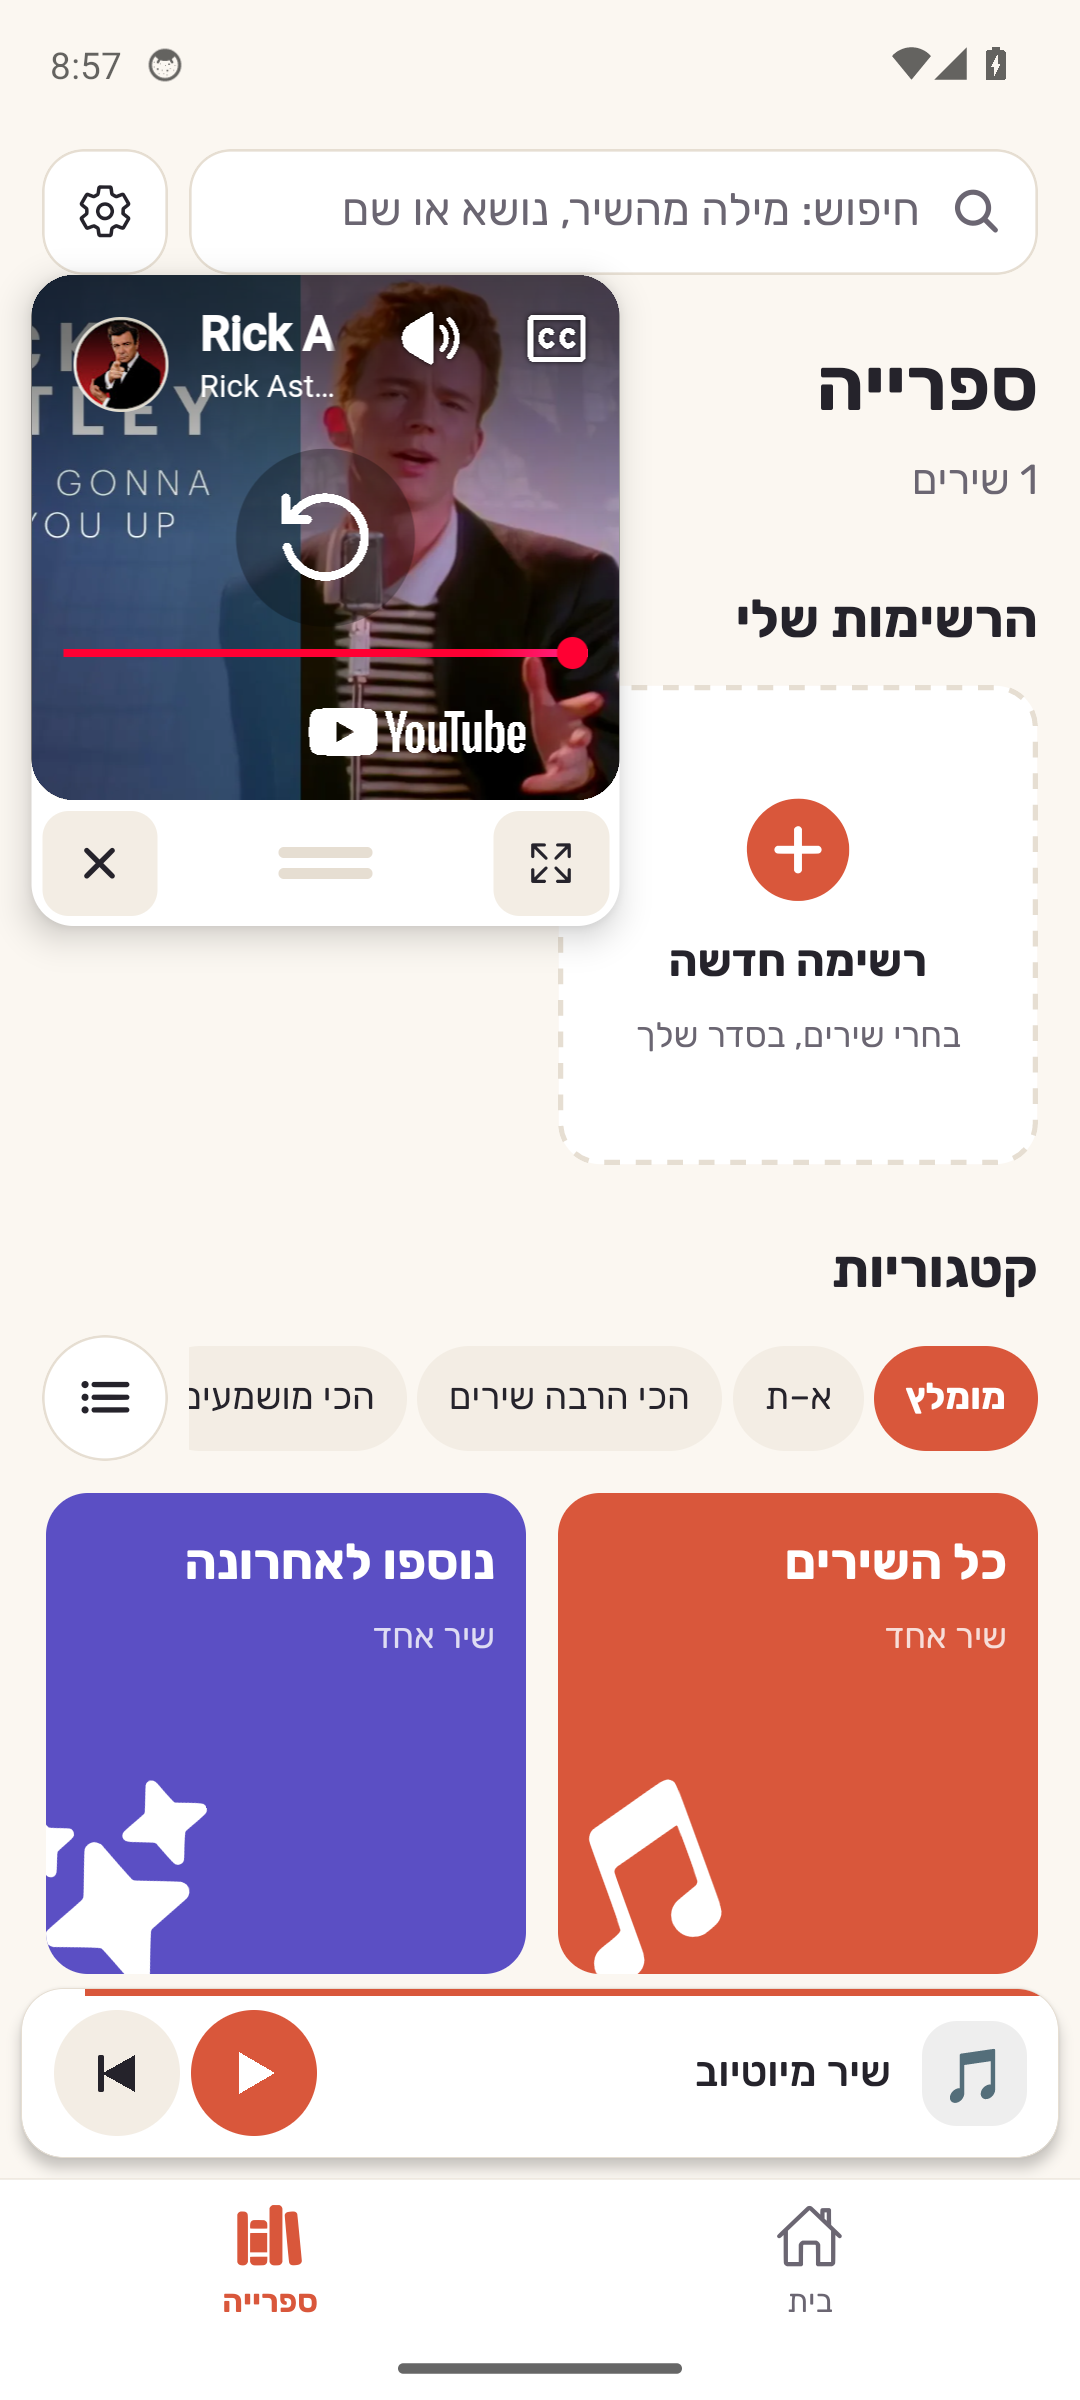 8:57
חיפוש: מילה מהשיר, נושא או שם
Rick A
Rick Ast...
TLEY
GONNA
YOU UP
CC
YouTube
ספרייה
1 שירים
הרשימות שלי
רשימה חדשה
בחרי שירים, בסדר שלך
קטגוריות
מומלץ
א–ת
הכי הרבה שירים
הכי מושמעים
כל השירים
שיר אחד
נוספו לאחרונה
שיר אחד
שיר מיוטיוב
בית
ספרייה